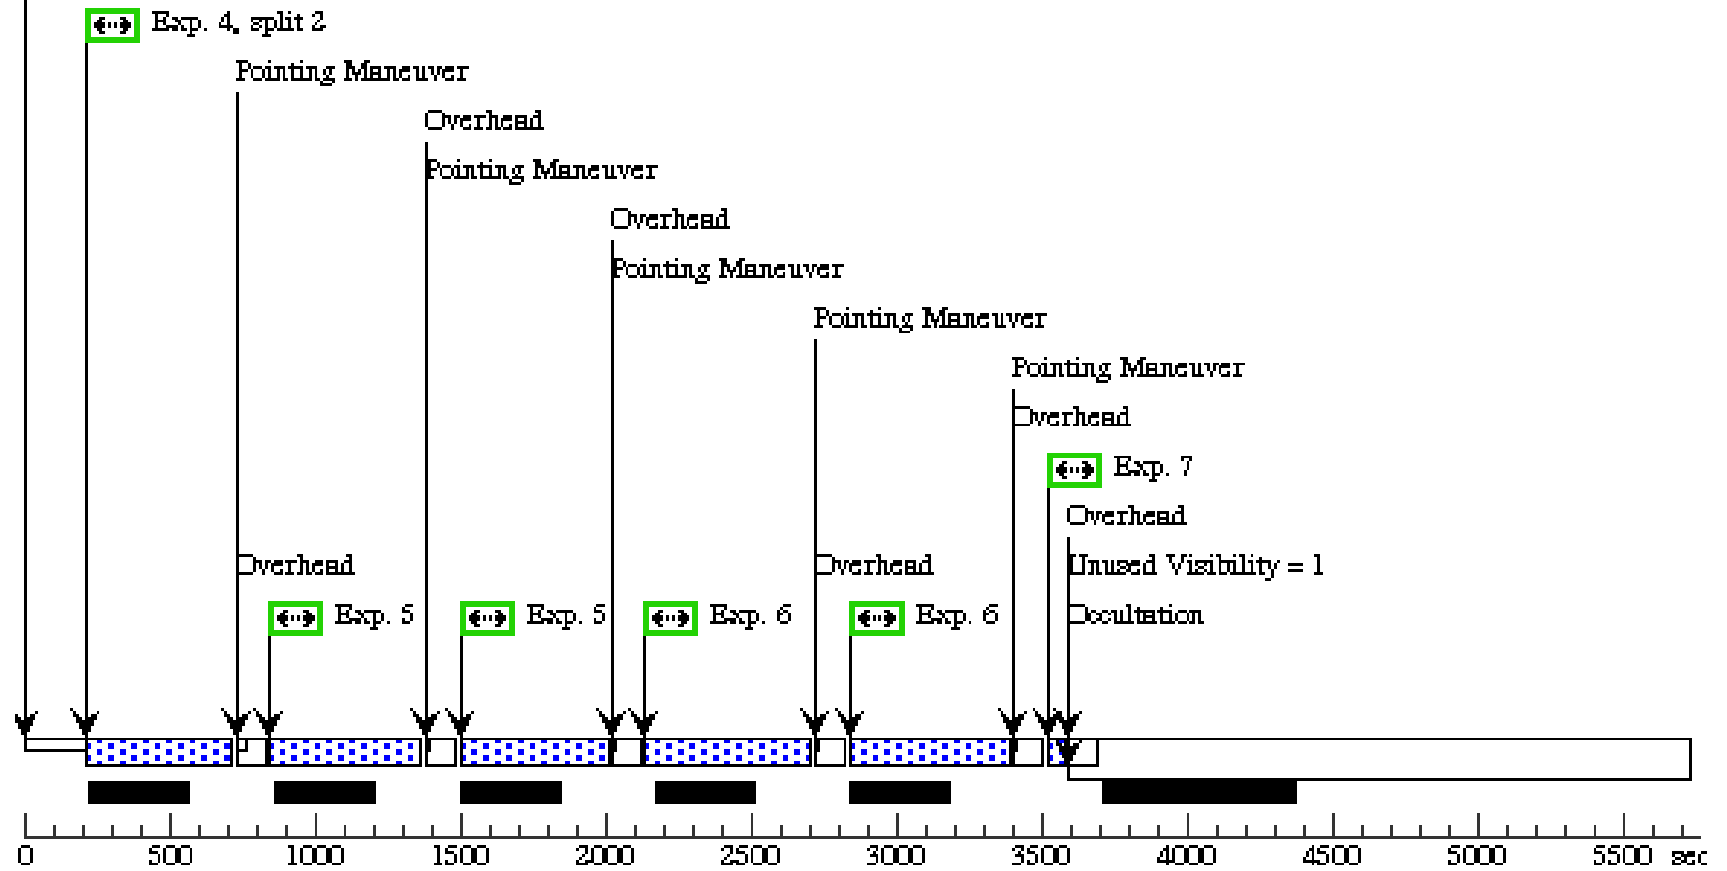 Exp. 4, split 2
Pointing Maneuver
Overhead
Pointing Maneuver
Overhead
Pointing Maneuver
Pointing Maneuver
Pointing Maneuver
Overhead
Exp. 7
Overhead
Overhead Overhead Unused Visibility = 1
Exp. 5 Exp. 5 Exp. 6 Exp. 6 Occultation
0 500 1000 1500 2000 2500 3000 3500 4000 4500 5000 5500 sec